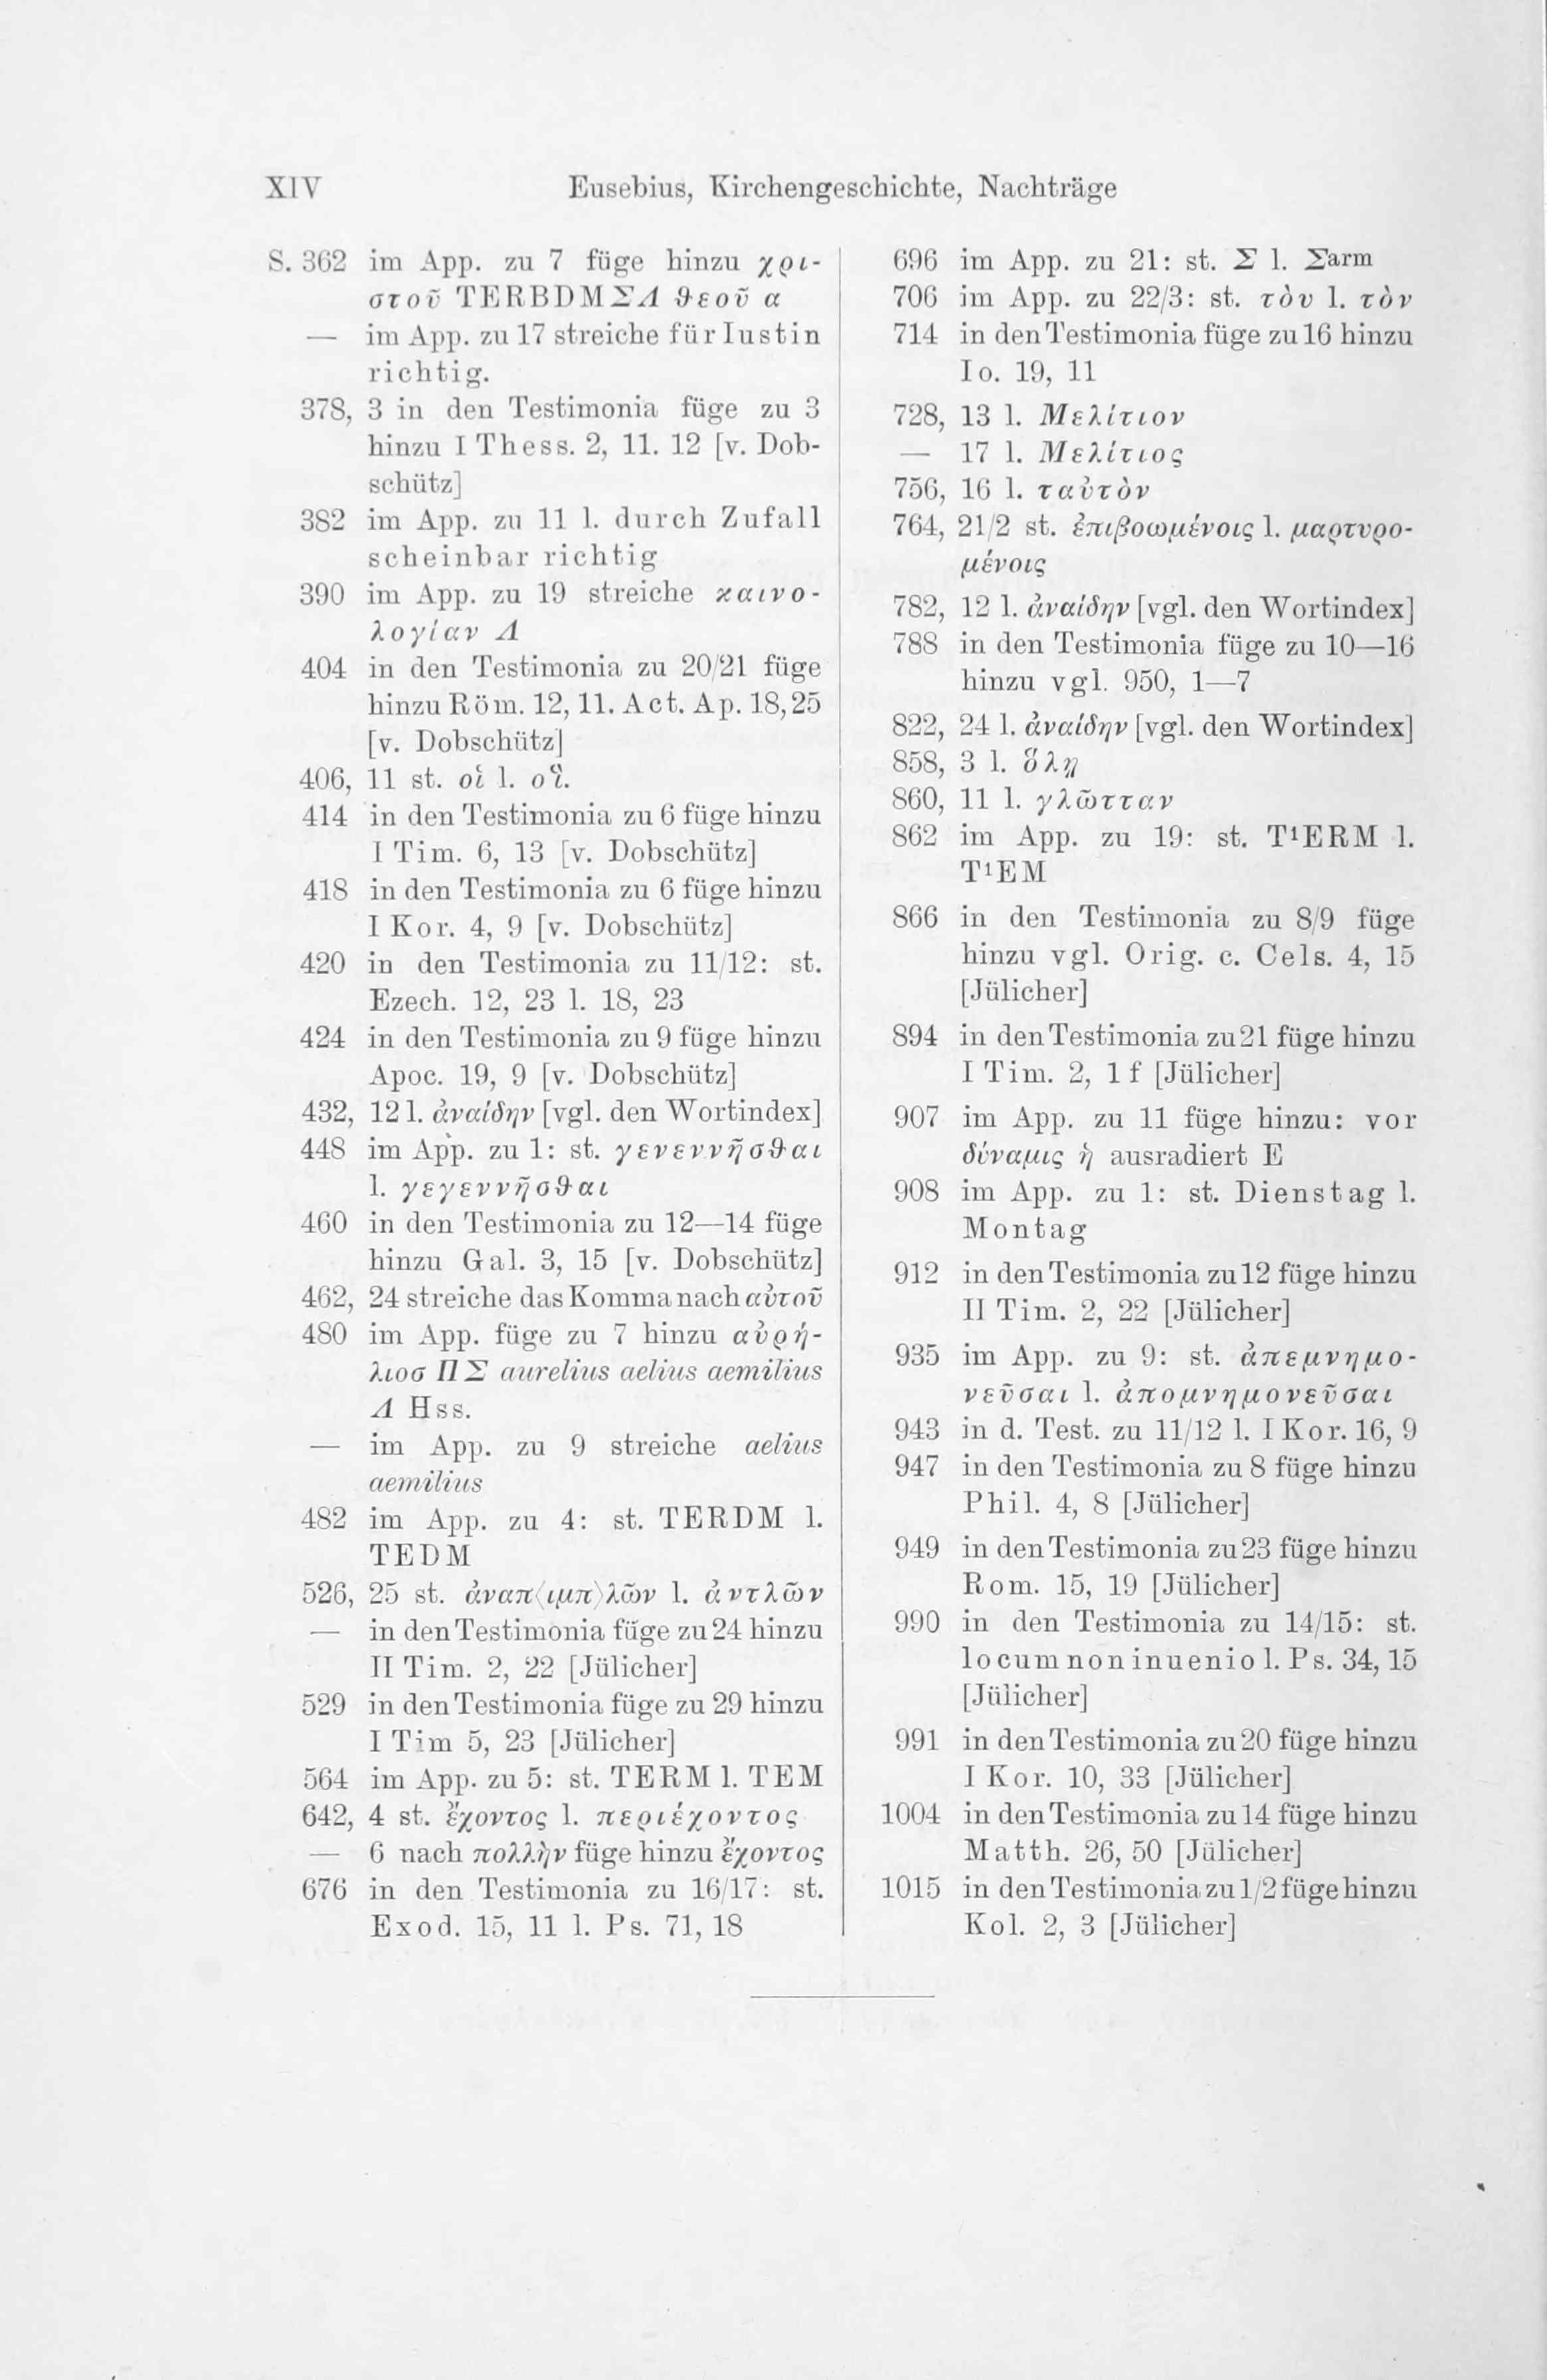 XIV Eusebius, Kirchengeschichte, Nachträge
S. 362 im App. zu 7 füge hinzu χρι-
στοῦ TERBDMΣΛ θεοῦ α
— im App. zu 17 streiche für Iustin
richtig.
378, 3 in den Testimonia füge zu 3
hinzu I Thess. 2, 11. 12 [v. Dob-
schütz]
382 im App. zu 11 l. durch Zufall
scheinbar richtig
390 im App. zu 19 streiche καινο-
λογίαν Λ
404 in den Testimonia zu 20/21 füge
hinzu Röm. 12, 11. Act. Ap. 18, 25
[v. Dobschütz]
406, 11 st. οἱ l. οἵ.
414 in den Testimonia zu 6 füge hinzu
I Tim. 6, 13 [v. Dobschütz]
418 in den Testimonia zu 6 füge hinzu
I Kor. 4, 9 [v. Dobschütz]
420 in den Testimonia zu 11/12: st.
Ezech. 12, 23 l. 18, 23
424 in den Testimonia zu 9 füge hinzu
Apoc. 19, 9 [v. Dobschütz]
432, 12 l. ἀναίδην [vgl. den Wortindex]
448 im App. zu 1: st. γενεννῆσθαι
l. γεγεννῆσθαι
460 in den Testimonia zu 12—14 füge
hinzu Gal. 3, 15 [v. Dobschütz]
462, 24 streiche das Komma nach αὐτοῦ
480 im App. füge zu 7 hinzu αὐρή-
λιοσ ΠΣ aurelius aelius aemilius
Λ Hss.
— im App. zu 9 streiche aelius
aemilius
482 im App. zu 4: st. TERDM l.
TEDM
526, 25 st. ἀναπ⟨ιμπ⟩λῶν l. ἀντλῶν
— in den Testimonia füge zu 24 hinzu
II Tim. 2, 22 [Jülicher]
529 in den Testimonia füge zu 29 hinzu
I Tim 5, 23 [Jülicher]
564 im App. zu 5: st. TERM l. TEM
642, 4 st. ἔχοντος l. περιέχοντος
— 6 nach πολλὴν füge hinzu ἔχοντος
676 in den Testimonia zu 16/17: st.
Exod. 15, 11 l. Ps. 71, 18
696 im App. zu 21: st. Σ l. Σarm
706 im App. zu 22/3: st. τὸν l. τὸν
714 in den Testimonia füge zu 16 hinzu
Io. 19, 11
728, 13 l. Μελίτιον
— 17 l. Μελίτιος
756, 16 l. ταὐτὸν
764, 21/2 st. ἐπιβοωμένοις l. μαρτυρο-
μένοις
782, 12 l. ἀναίδην [vgl. den Wortindex]
788 in den Testimonia füge zu 10—16
hinzu vgl. 950, 1—7
822, 24 l. ἀναίδην [vgl. den Wortindex]
858, 3 l. ὅλῃ
860, 11 l. γλῶτταν
862 im App. zu 19: st. T¹ERM l.
T¹EM
866 in den Testimonia zu 8/9 füge
hinzu vgl. Orig. c. Cels. 4, 15
[Jülicher]
894 in den Testimonia zu 21 füge hinzu
I Tim. 2, 1 f [Jülicher]
907 im App. zu 11 füge hinzu: vor
δύναμις ἡ ausradiert E
908 im App. zu 1: st. Dienstag l.
Montag
912 in den Testimonia zu 12 füge hinzu
II Tim. 2, 22 [Jülicher]
935 im App. zu 9: st. ἀπεμνημο-
νεῦσαι l. ἀπομνημονεῦσαι
943 in d. Test. zu 11/12 l. I Kor. 16, 9
947 in den Testimonia zu 8 füge hinzu
Phil. 4, 8 [Jülicher]
949 in den Testimonia zu 23 füge hinzu
Rom. 15, 19 [Jülicher]
990 in den Testimonia zu 14/15: st.
locum non inuenio l. Ps. 34, 15
[Jülicher]
991 in den Testimonia zu 20 füge hinzu
I Kor. 10, 33 [Jülicher]
1004 in den Testimonia zu 14 füge hinzu
Matth. 26, 50 [Jülicher]
1015 in den Testimonia zu 1/2 füge hinzu
Kol. 2, 3 [Jülicher]